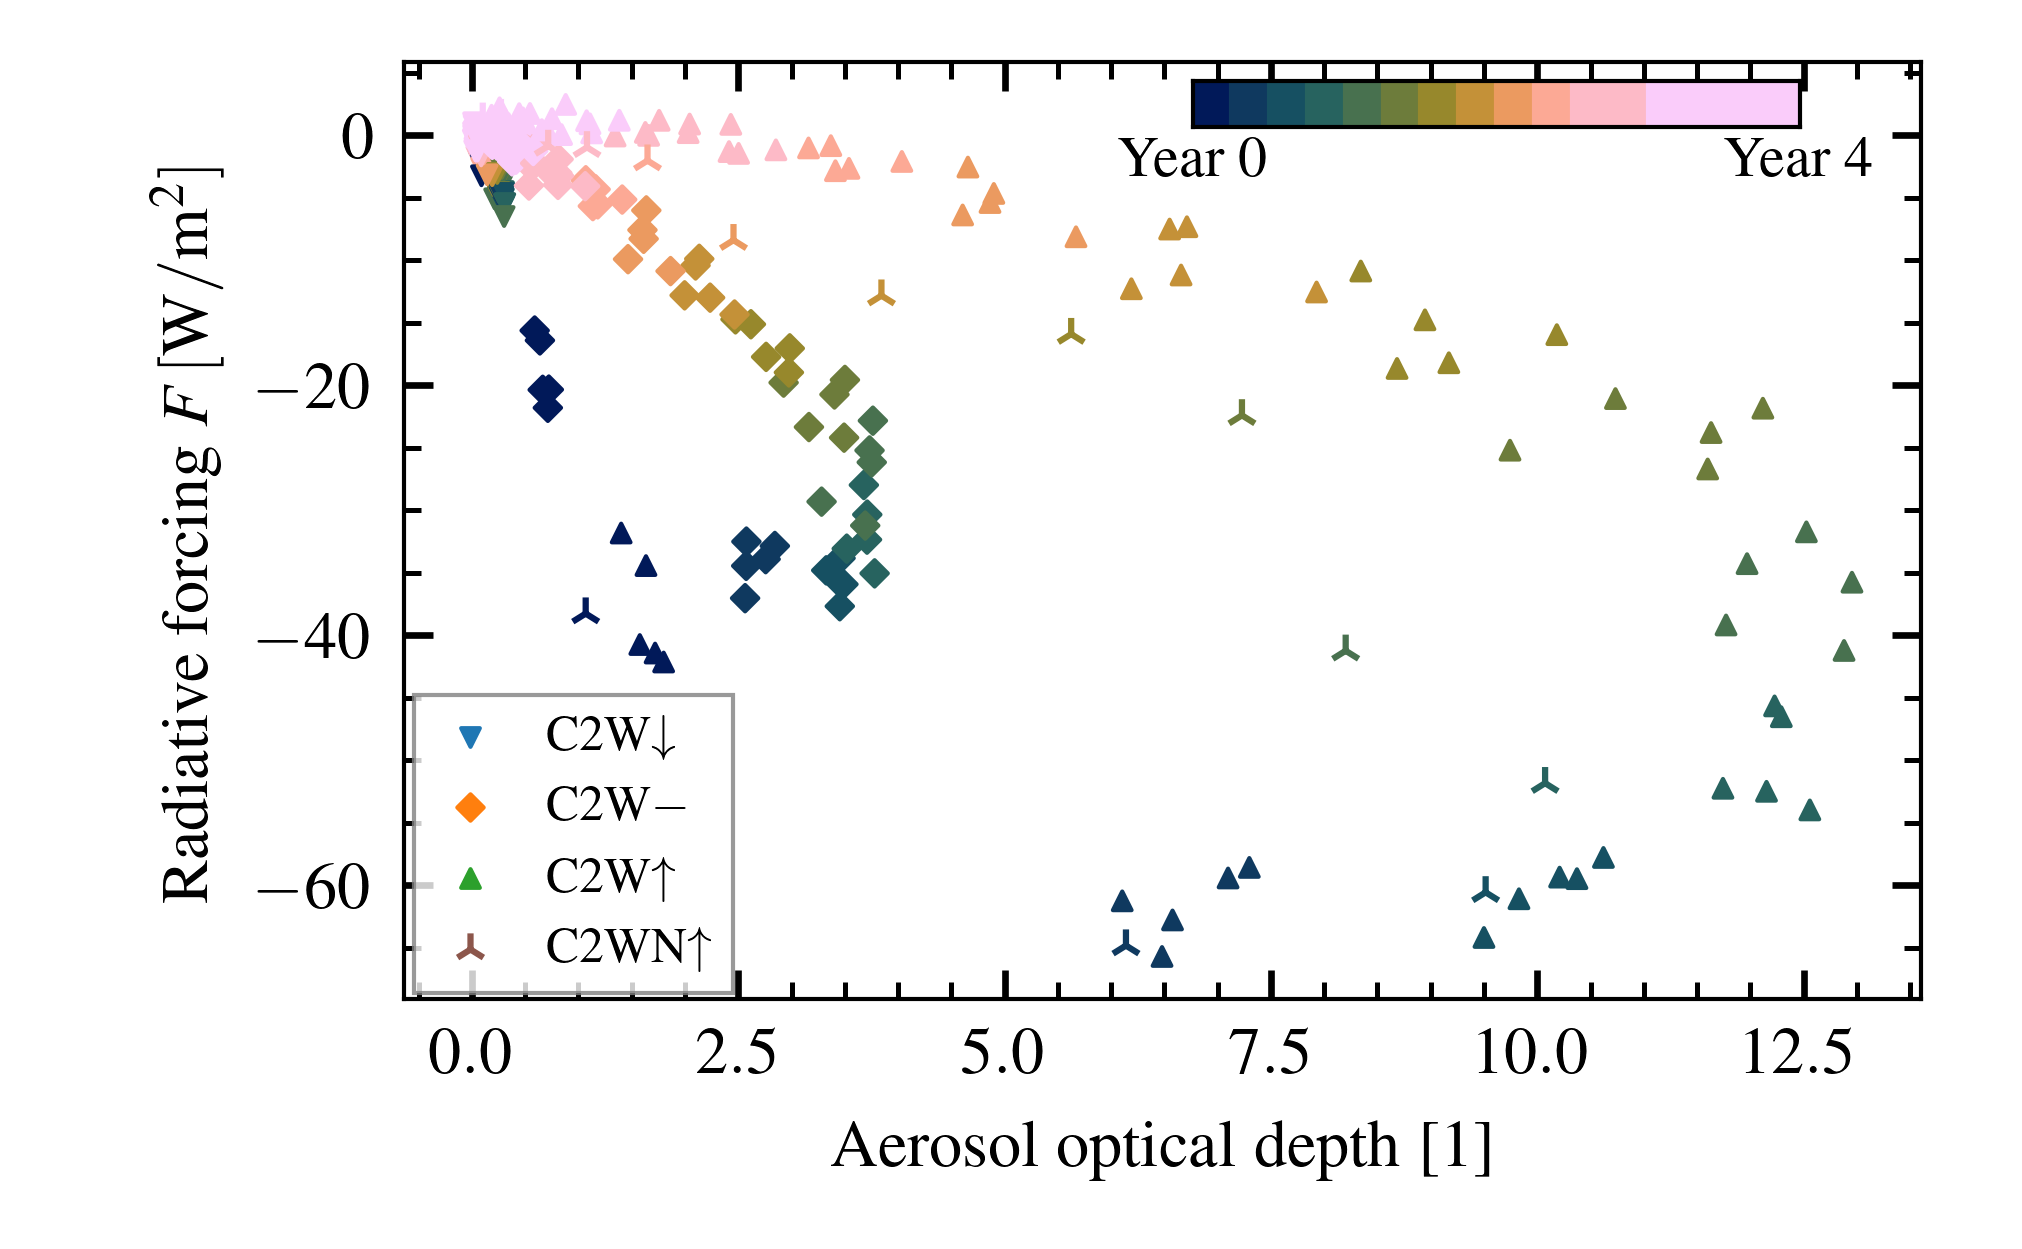 Year 0
Year 4
Radiative forcing F [W/m²]
0
−20
−40
−60
C2W↓
C2W−
C2W↑
C2WN↑
0.0 2.5 5.0 7.5 10.0 12.5
Aerosol optical depth [1]